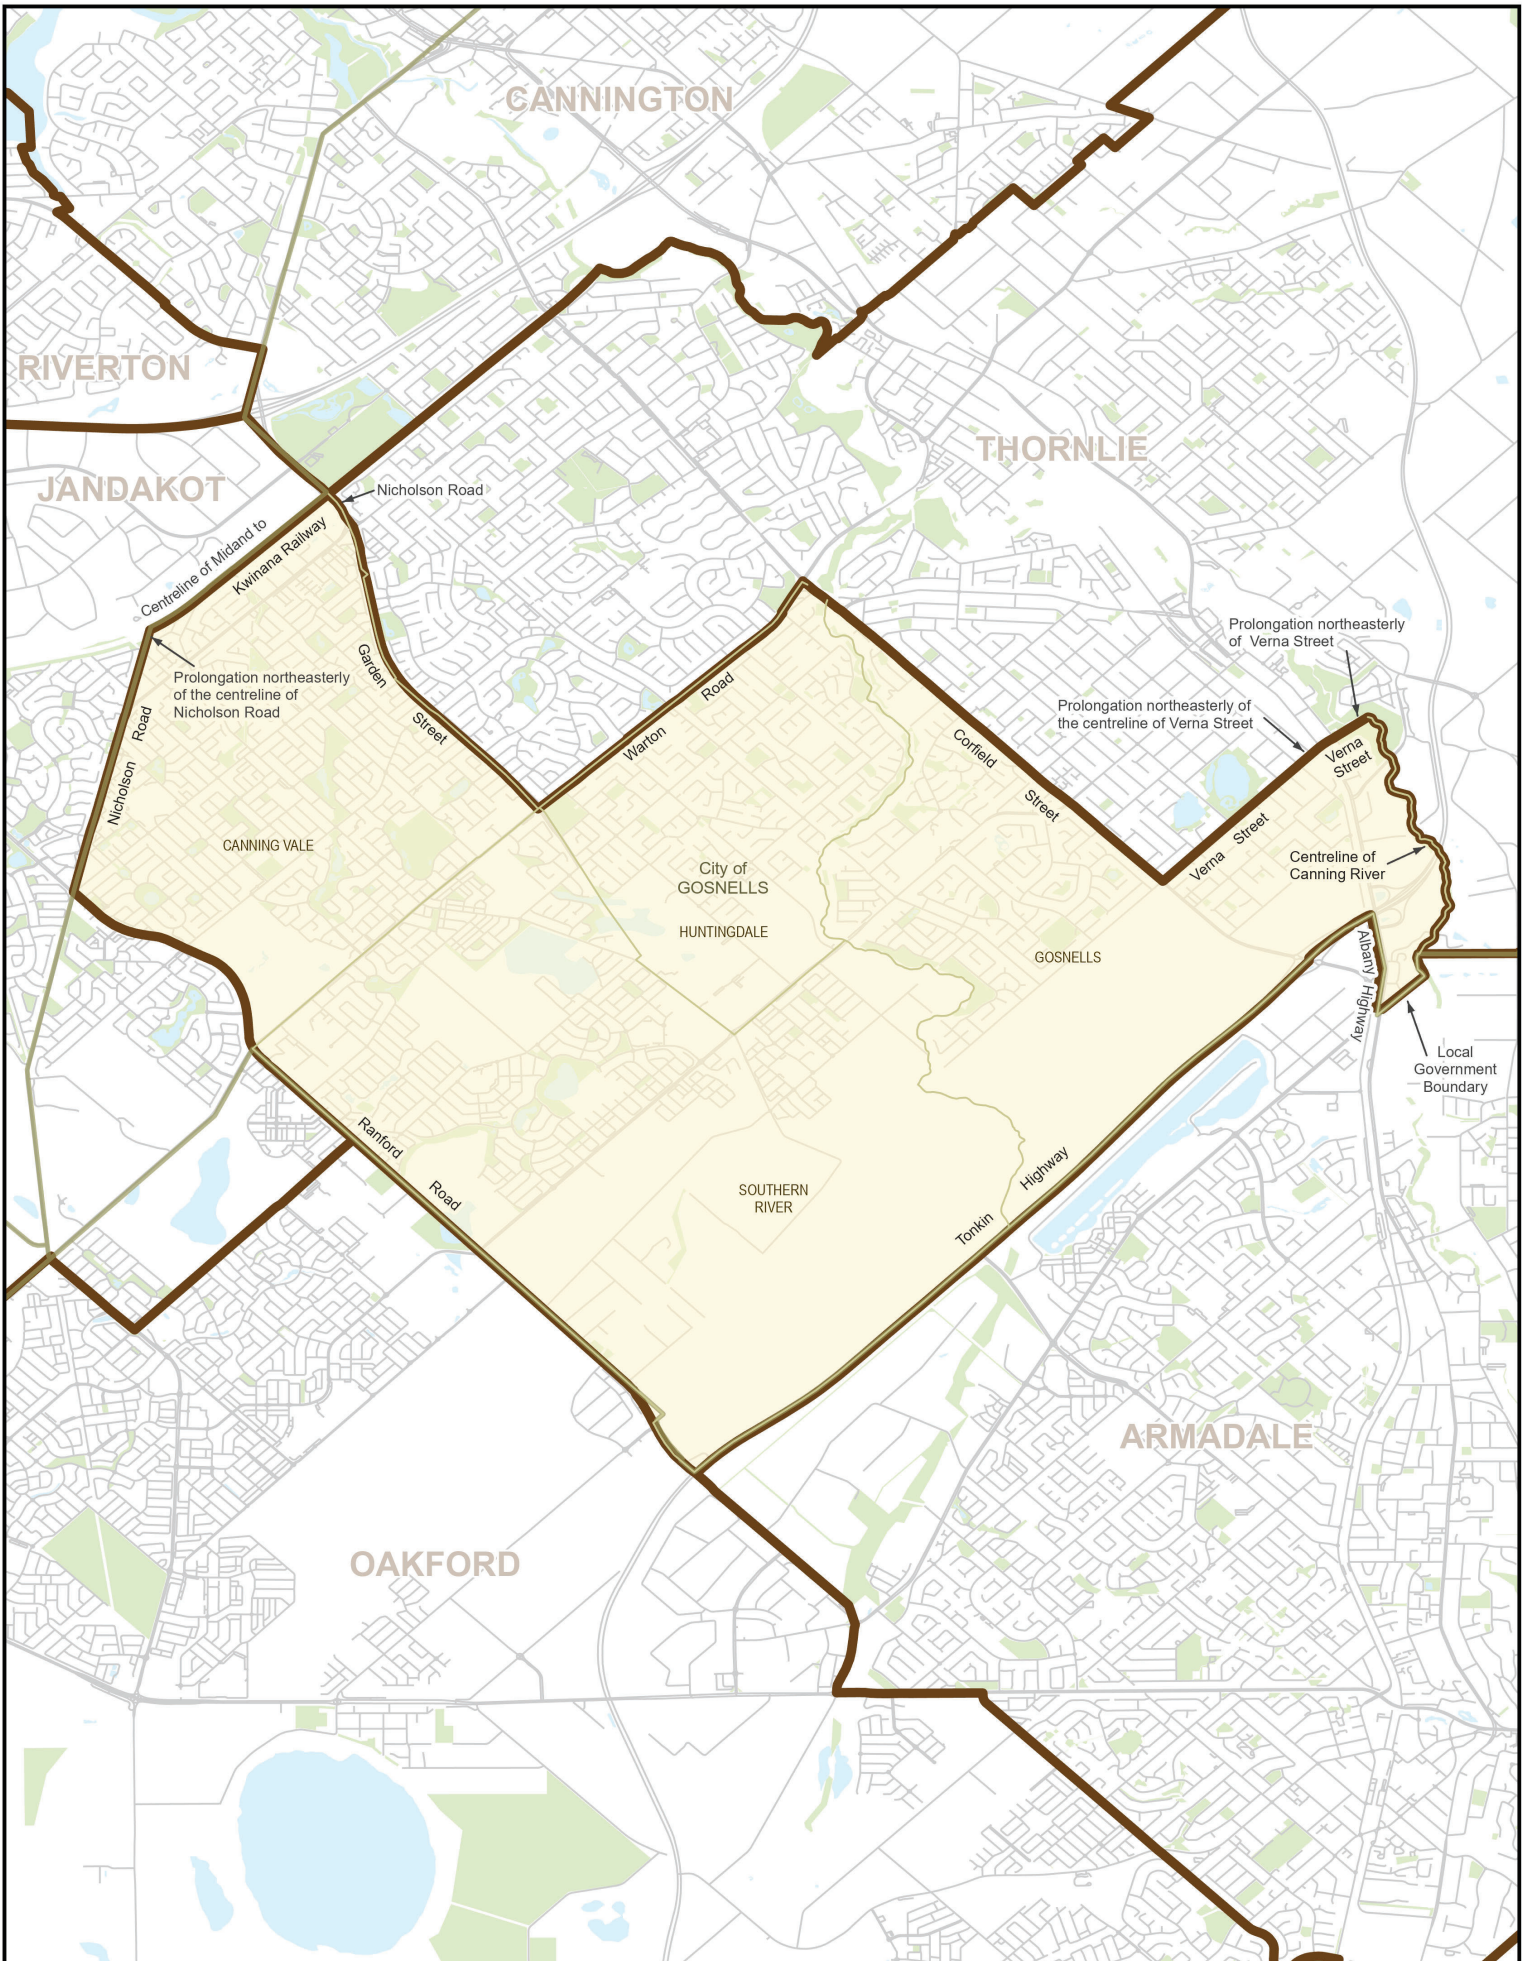 CANNINGTON
RIVERTON
THORNLIE
JANDAKOT
Nicholson Road
Centreline of Midand to
Kwinana Railway
Prolongation northeasterly
of Verna Street
Garden
Street
Prolongation northeasterly
of the centreline of
Nicholson Road
Nicholson
Road
Warton
Road
Prolongation northeasterly of
the centreline of Verna Street
Corfield
Street
Verna
Street
Verna
Street
CANNING VALE
City of
GOSNELLS
Centreline of
Canning River
HUNTINGDALE
GOSNELLS
Albany
Highway
Local
Government
Boundary
Ranford
Road
SOUTHERN
RIVER
Tonkin
Highway
ARMADALE
OAKFORD